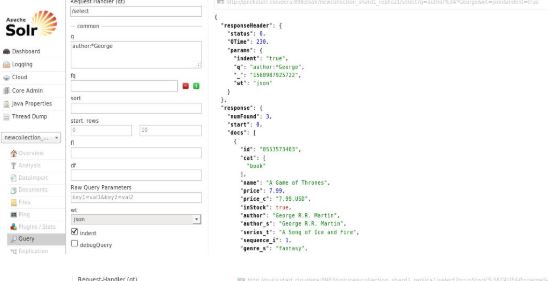 Request-Handler (qt)
/select
common
q
author:*George
fq
sort
start, rows
0
10
fl
df
Raw Query Parameters
key1=val1&key2=val2
wt
json
indent
debugQuery
Apache
Solr
Dashboard
Logging
Cloud
Core Admin
Java Properties
Thread Dump
newcollection_...
Overview
Analysis
Dataimport
Documents
Files
Ping
Plugins / Stats
Query
Replication
{
"responseHeader": {
"status": 0,
"QTime": 230,
"params": {
"indent": "true",
"q": "author:*George",
"wt": "json"
}
},
"response": {
"numFound": 3,
"start": 0,
"docs": [
{
"id": "0553573403",
"cat": [
"book"
],
"name": "A Game of Thrones",
"price": 7.99,
"price_c": "7.99,USD",
"inStock": true,
"author": "George R.R. Martin",
"author_s": "George R.R. Martin",
"series_t": "A Song of Ice and Fire",
"sequence_i": 1,
"genre_s": "fantasy",
Request-Handler (qt)